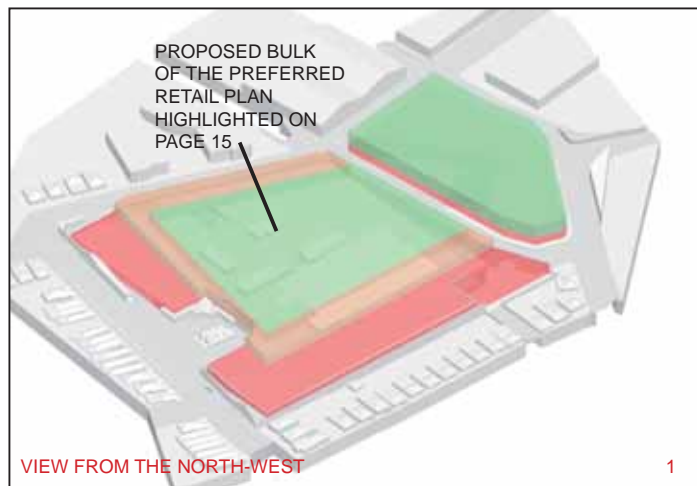 PROPOSED BULK
OF THE PREFERRED
RETAIL PLAN
HIGHLIGHTED ON
PAGE 15
VIEW FROM THE NORTH-WEST 1